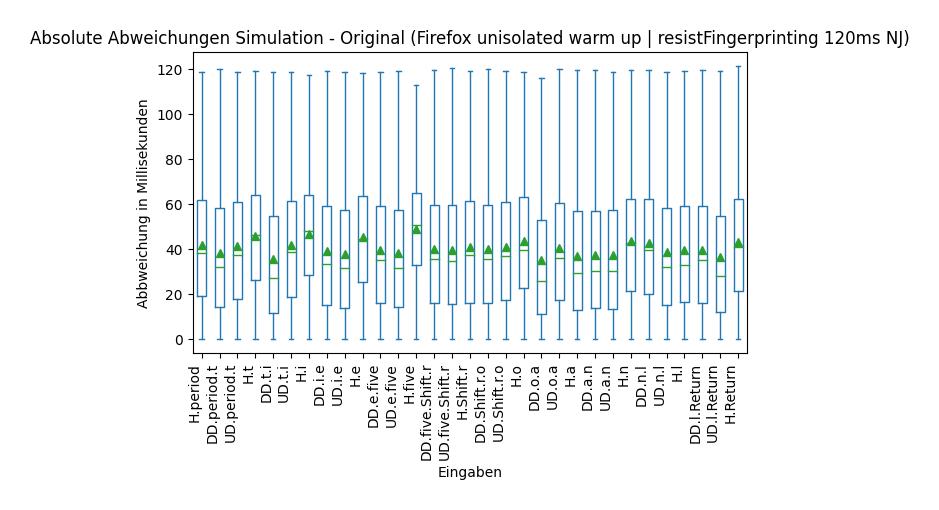 Absolute Abweichungen Simulation - Original (Firefox unisolated warm up | resistFingerprinting 120ms NJ)
120
100
80
60
40
20
0
Abbweichung in Millisekunden
H.period
DD.period.t
UD.period.t
H.t
DD.t.i
UD.t.i
H.i
DD.i.e
UD.i.e
H.e
DD.e.five
UD.e.five
H.five
DD.five.Shift.r
UD.five.Shift.r
H.Shift.r
DD.Shift.r.o
UD.Shift.r.o
H.o
DD.o.a
UD.o.a
H.a
DD.a.n
UD.a.n
H.n
DD.n.l
UD.n.l
H.l
DD.l.Return
UD.l.Return
H.Return
Eingaben